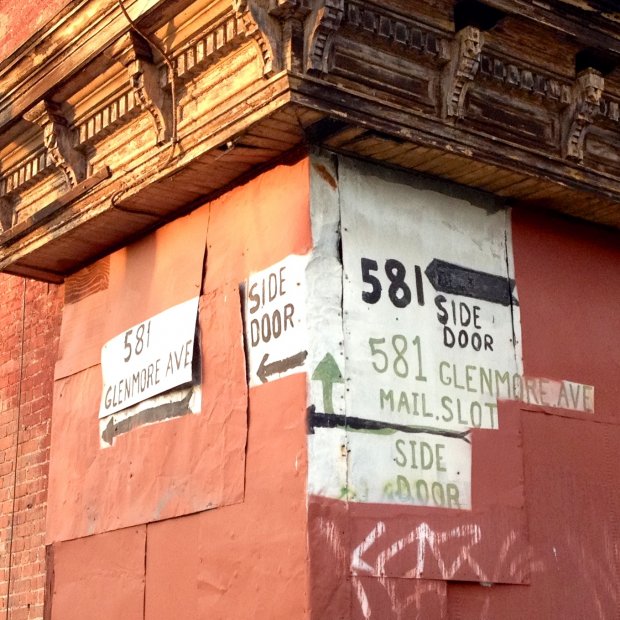 581
GLENMORE AVE
SIDE
DOOR
581
SIDE
DOOR
581 GLENMORE AVE
MAIL.SLOT
SIDE
DOOR